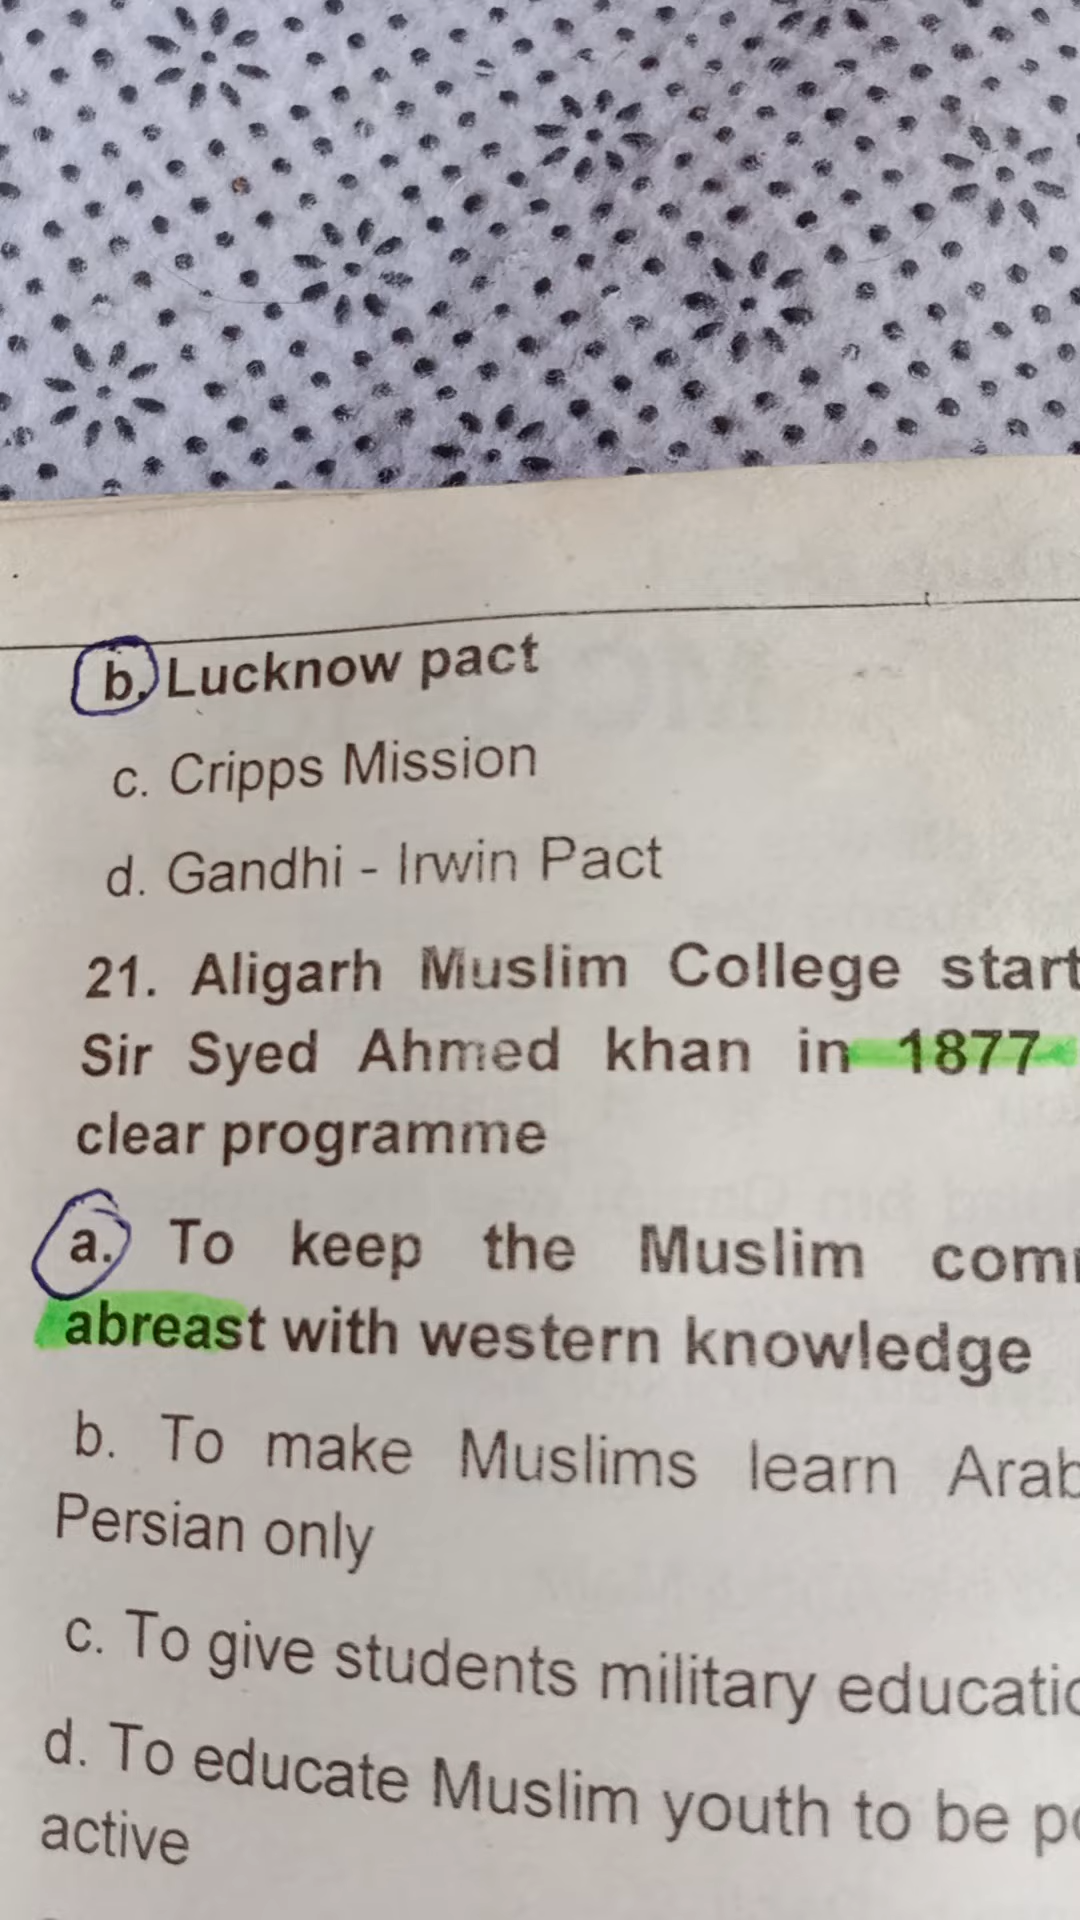 b. Lucknow pact
c. Cripps Mission
d. Gandhi - Irwin Pact
21. Aligarh Muslim College start
Sir Syed Ahmed khan in 1877
clear programme
a. To keep the Muslim com
abreast with western knowledge
b. To make Muslims learn Arab
Persian only
c. To give students military educatio
d. To educate Muslim youth to be po
active